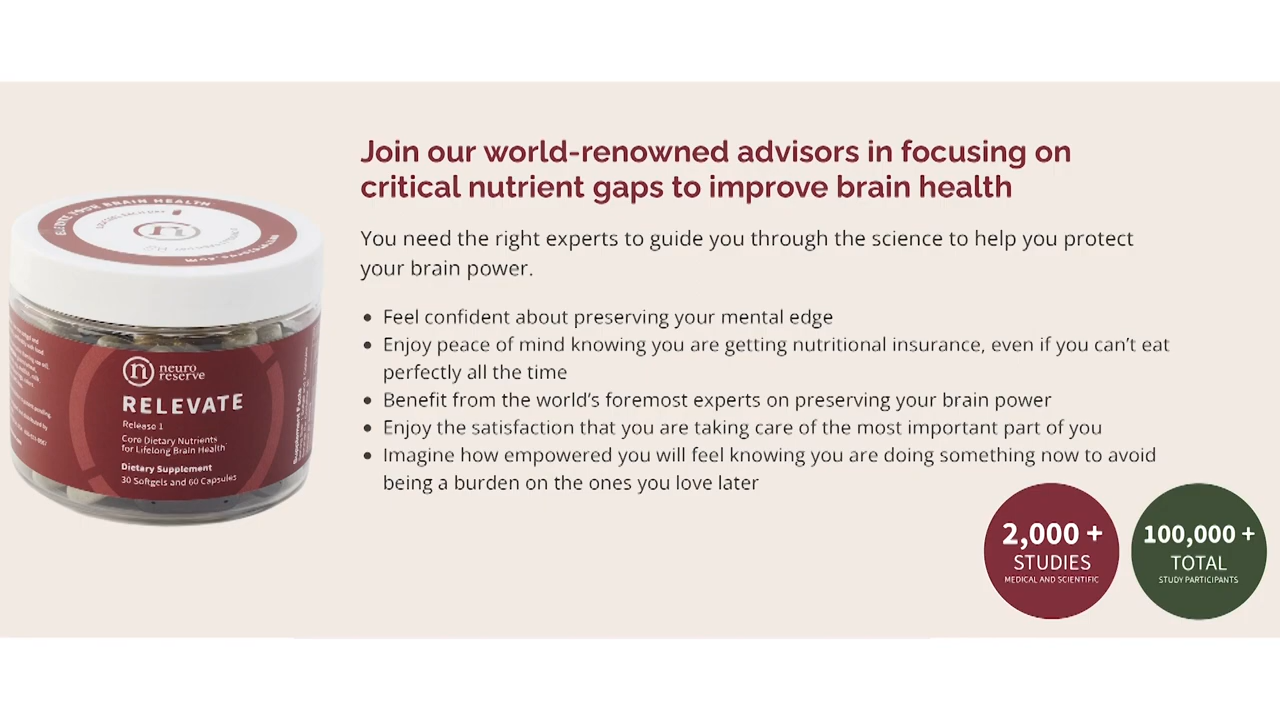 Join our world-renowned advisors in focusing on
critical nutrient gaps to improve brain health
You need the right experts to guide you through the science to help you protect
your brain power.
• Feel confident about preserving your mental edge
• Enjoy peace of mind knowing you are getting nutritional insurance, even if you can't eat
perfectly all the time
• Benefit from the world's foremost experts on preserving your brain power
• Enjoy the satisfaction that you are taking care of the most important part of you
• Imagine how empowered you will feel knowing you are doing something now to avoid
being a burden on the ones you love later
YOUR BRAIN HEALTH
n
neuro
reserve
RELEVATE
Release 1
Core Dietary Nutrients
for Lifelong Brain Health
Dietary Supplement
30 Softgels and 60 Capsules
Supplement Facts
2,000 +
STUDIES
MEDICAL AND SCIENTIFIC
100,000 +
TOTAL
STUDY PARTICIPANTS